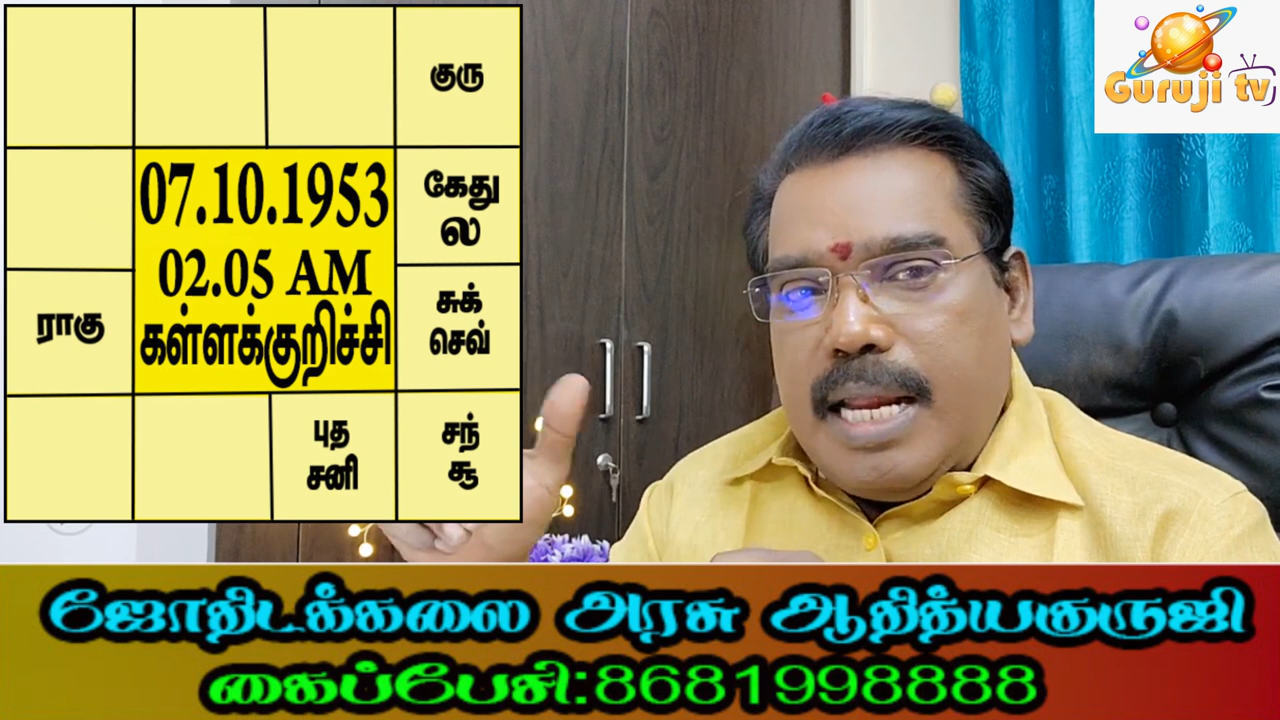 குரு
கேது
ல
07.10.1953
02.05 AM
கள்ளக்குறிச்சி
ராகு
சுக்
செவ்
புத
சனி
சந்
சூ
Guruji tv
ஜோதிடக்கலை அரசு ஆதித்யகுருஜி
கைப்பேசி:8681998888